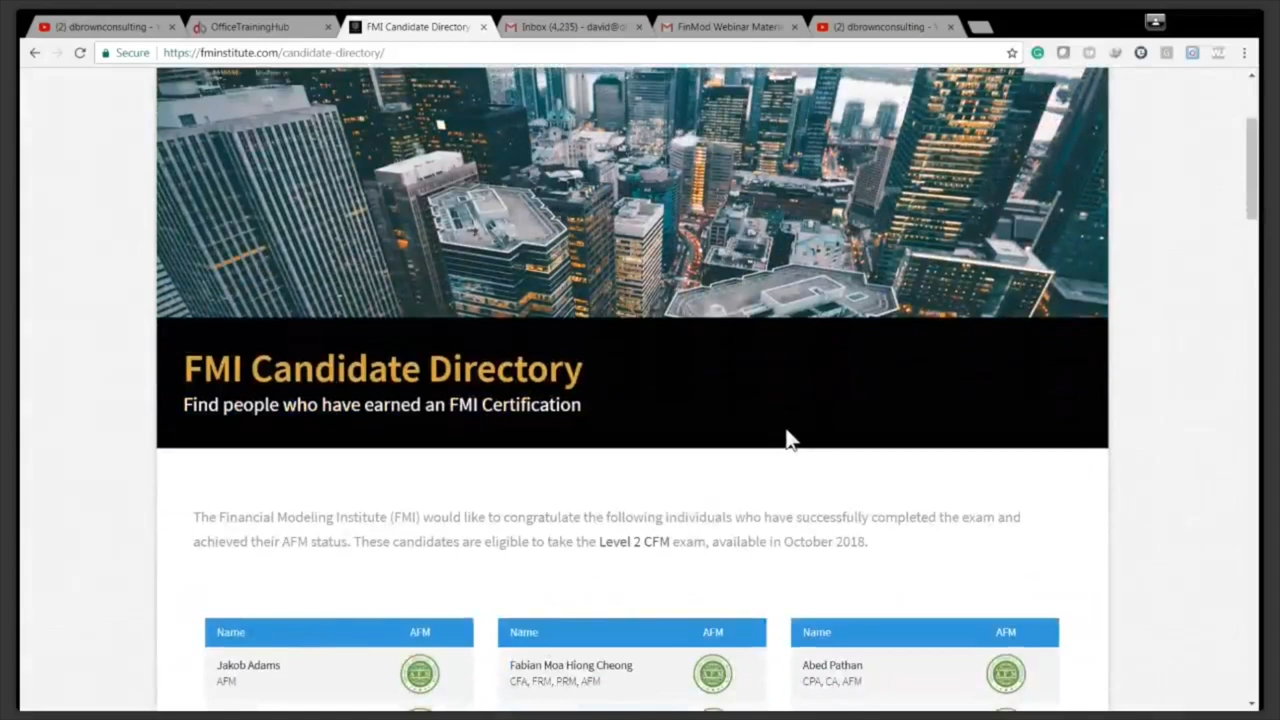 (2) dbrownconsulting -
OfficeTrainingHub
FMI Candidate Directory
Inbox (4,235) - david@
FinMod Webinar Materi
(2) dbrownconsulting -
Secure
https://fminstitute.com/candidate-directory/
FMI Candidate Directory
Find people who have earned an FMI Certification
The Financial Modeling Institute (FMI) would like to congratulate the following individuals who have successfully completed the exam and
achieved their AFM status. These candidates are eligible to take the Level 2 CFM exam, available in October 2018.
Name AFM
Name AFM
Name AFM
Jakob Adams
AFM
AFM
Fabian Moa Hiong Cheong
CFA, FRM, PRM, AFM
AFM
Abed Pathan
CPA, CA, AFM
AFM